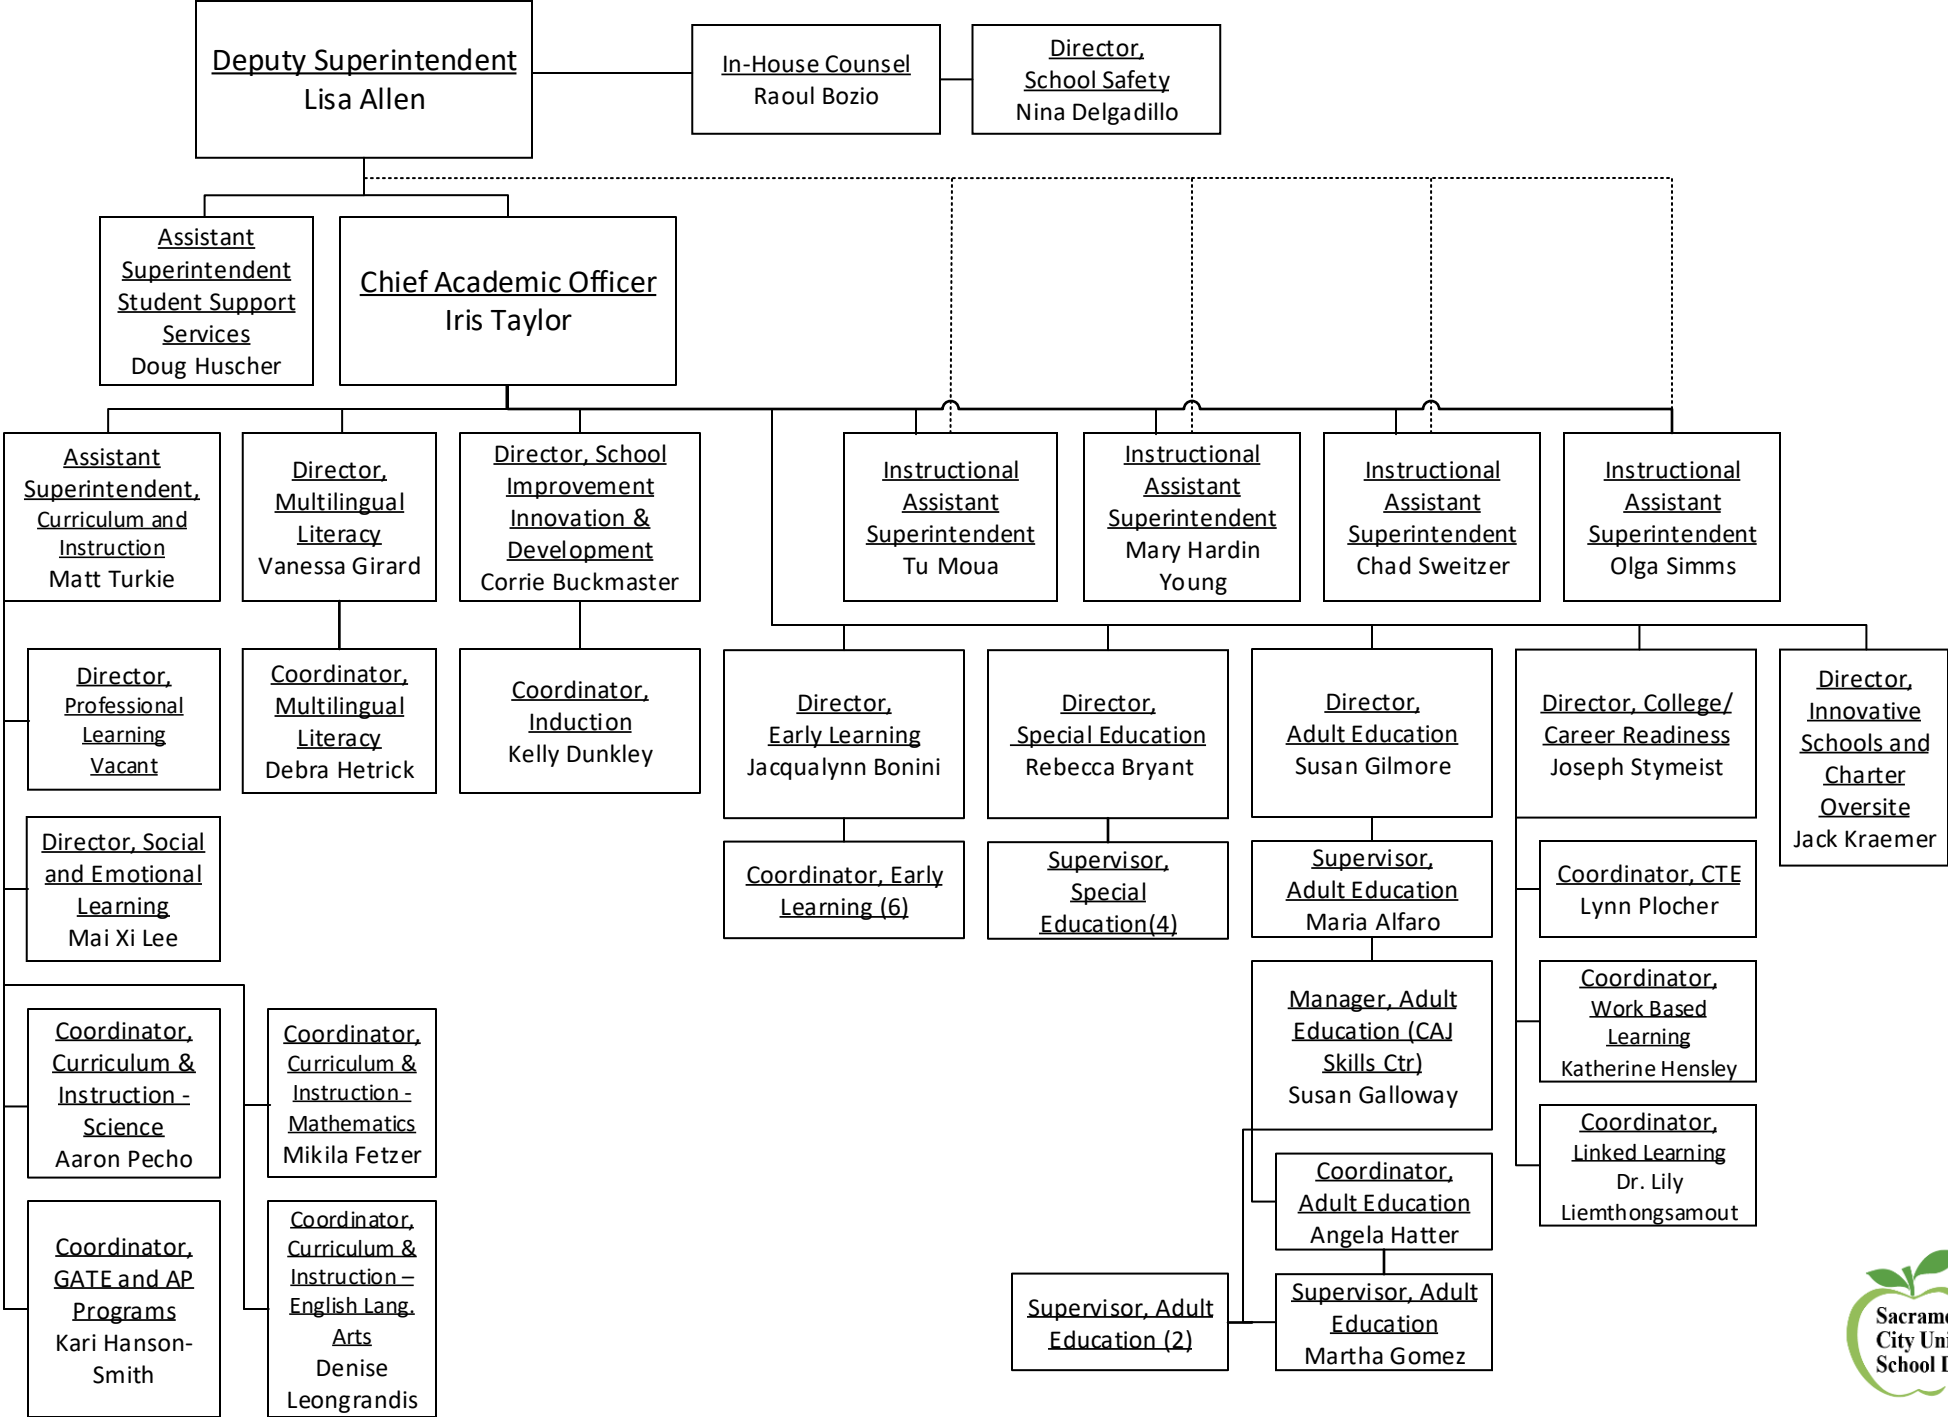 Deputy Superintendent
Lisa Allen
In-House Counsel
Raoul Bozio
Director,
School Safety
Nina Delgadillo
Assistant
Superintendent
Student Support
Services
Doug Huscher
Chief Academic Officer
Iris Taylor
Assistant
Superintendent,
Curriculum and
Instruction
Matt Turkie
Director,
Multilingual
Literacy
Vanessa Girard
Director, School
Improvement
Innovation &
Development
Corrie Buckmaster
Instructional
Assistant
Superintendent
Tu Moua
Instructional
Assistant
Superintendent
Mary Hardin
Young
Instructional
Assistant
Superintendent
Chad Sweitzer
Instructional
Assistant
Superintendent
Olga Simms
Director,
Professional
Learning
Vacant
Coordinator,
Multilingual
Literacy
Debra Hetrick
Coordinator,
Induction
Kelly Dunkley
Director,
Early Learning
Jacqualynn Bonini
Director,
Special Education
Rebecca Bryant
Director,
Adult Education
Susan Gilmore
Director, College/
Career Readiness
Joseph Stymeist
Director,
Innovative
Schools and
Charter
Oversite
Jack Kraemer
Director, Social
and Emotional
Learning
Mai Xi Lee
Coordinator, Early
Learning (6)
Supervisor,
Special
Education(4)
Supervisor,
Adult Education
Maria Alfaro
Coordinator, CTE
Lynn Plocher
Manager, Adult
Education (CAJ
Skills Ctr)
Susan Galloway
Coordinator,
Work Based
Learning
Katherine Hensley
Coordinator,
Curriculum &
Instruction -
Science
Aaron Pecho
Coordinator,
Curriculum &
Instruction -
Mathematics
Mikila Fetzer
Coordinator,
Linked Learning
Dr. Lily
Liemthongsamout
Coordinator,
Adult Education
Angela Hatter
Coordinator,
GATE and AP
Programs
Kari Hanson-
Smith
Coordinator,
Curriculum &
Instruction –
English Lang.
Arts
Denise
Leongrandis
Supervisor, Adult
Education (2)
Supervisor, Adult
Education
Martha Gomez
City
School